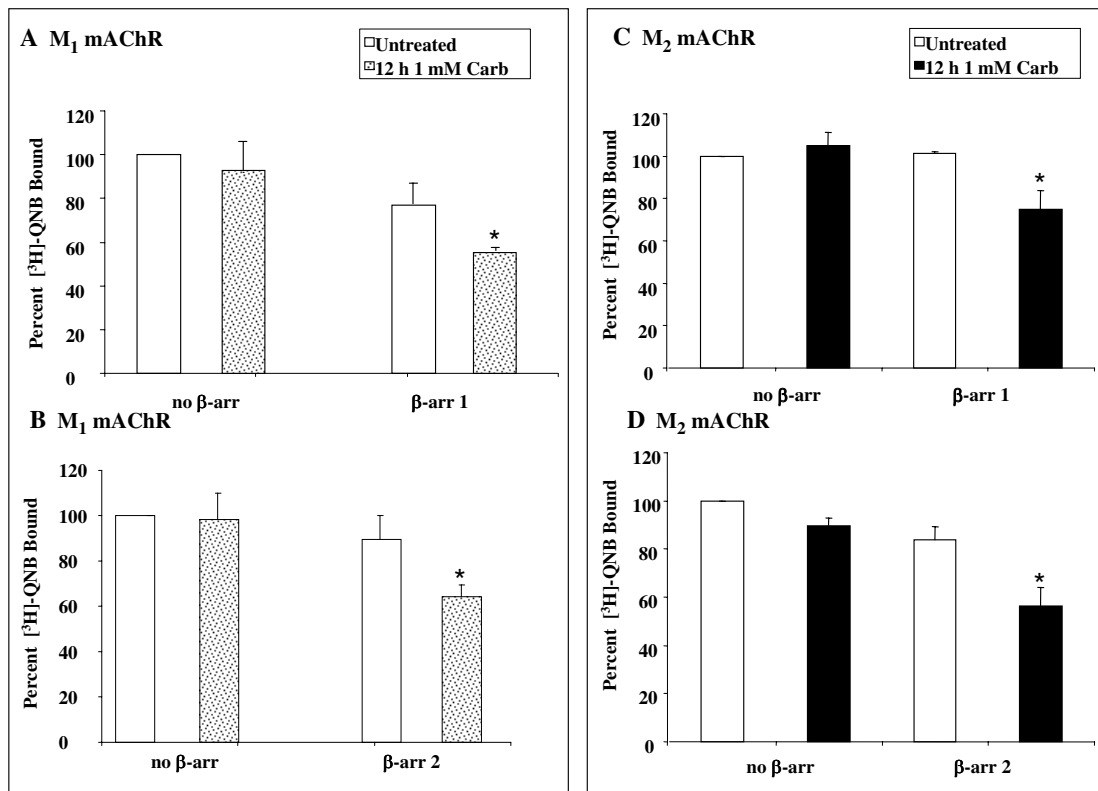 A M₁ mAChR
Untreated
12 h 1 mM Carb
Percent [³H]-QNB Bound
120
100
80
60
40
20
0
*
no β-arr
β-arr 1
B M₁ mAChR
Percent [³H]-QNB Bound
120
100
80
60
40
20
0
*
no β-arr
β-arr 2
C M₂ mAChR
Untreated
12 h 1 mM Carb
Percent [³H]-QNB Bound
120
100
80
60
40
20
0
*
no β-arr
β-arr 1
D M₂ mAChR
Percent [³H]-QNB Bound
120
100
80
60
40
20
0
*
no β-arr
β-arr 2